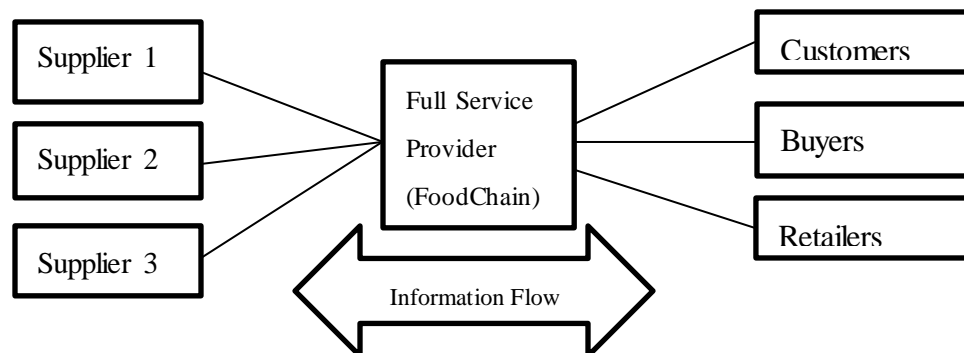 Supplier 1
Supplier 2
Supplier 3
Full Service
Provider
(FoodChain)
Information Flow
Customers
Buyers
Retailers